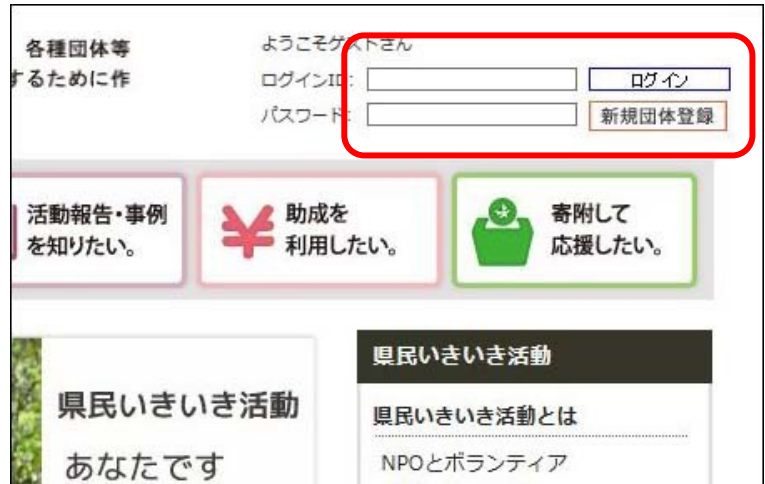 各種団体等
するために作
ようこそゲストさん
ログインID:
ログイン
パスワード:
新規団体登録
活動報告・事例
を知りたい。
助成を
利用したい。
寄附して
応援したい。
県民いきいき活動
あなたです
県民いきいき活動
県民いきいき活動とは
NPOとボランティア